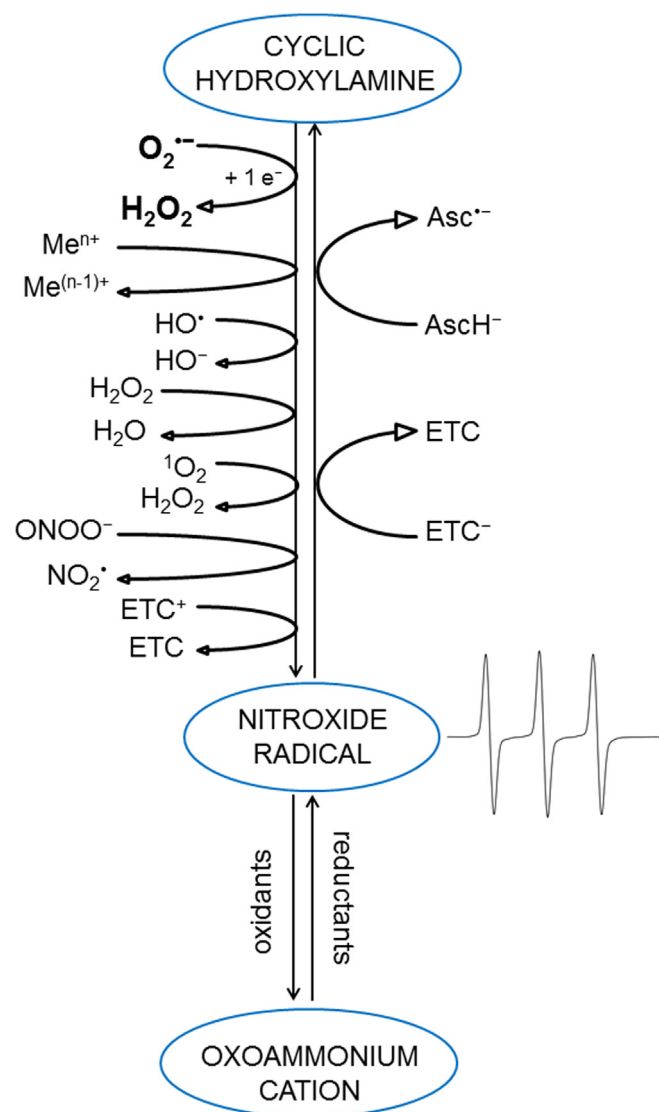 CYCLIC
HYDROXYLAMINE
O₂•⁻
+ 1 e⁻
H₂O₂
Meⁿ⁺
Me⁽ⁿ⁻¹⁾⁺
HO•
HO⁻
H₂O₂
H₂O
¹O₂
H₂O₂
ONOO⁻
NO₂•
ETC⁺
ETC
Asc•⁻
AscH⁻
ETC
ETC⁻
NITROXIDE
RADICAL
oxidants
reductants
OXOAMMONIUM
CATION